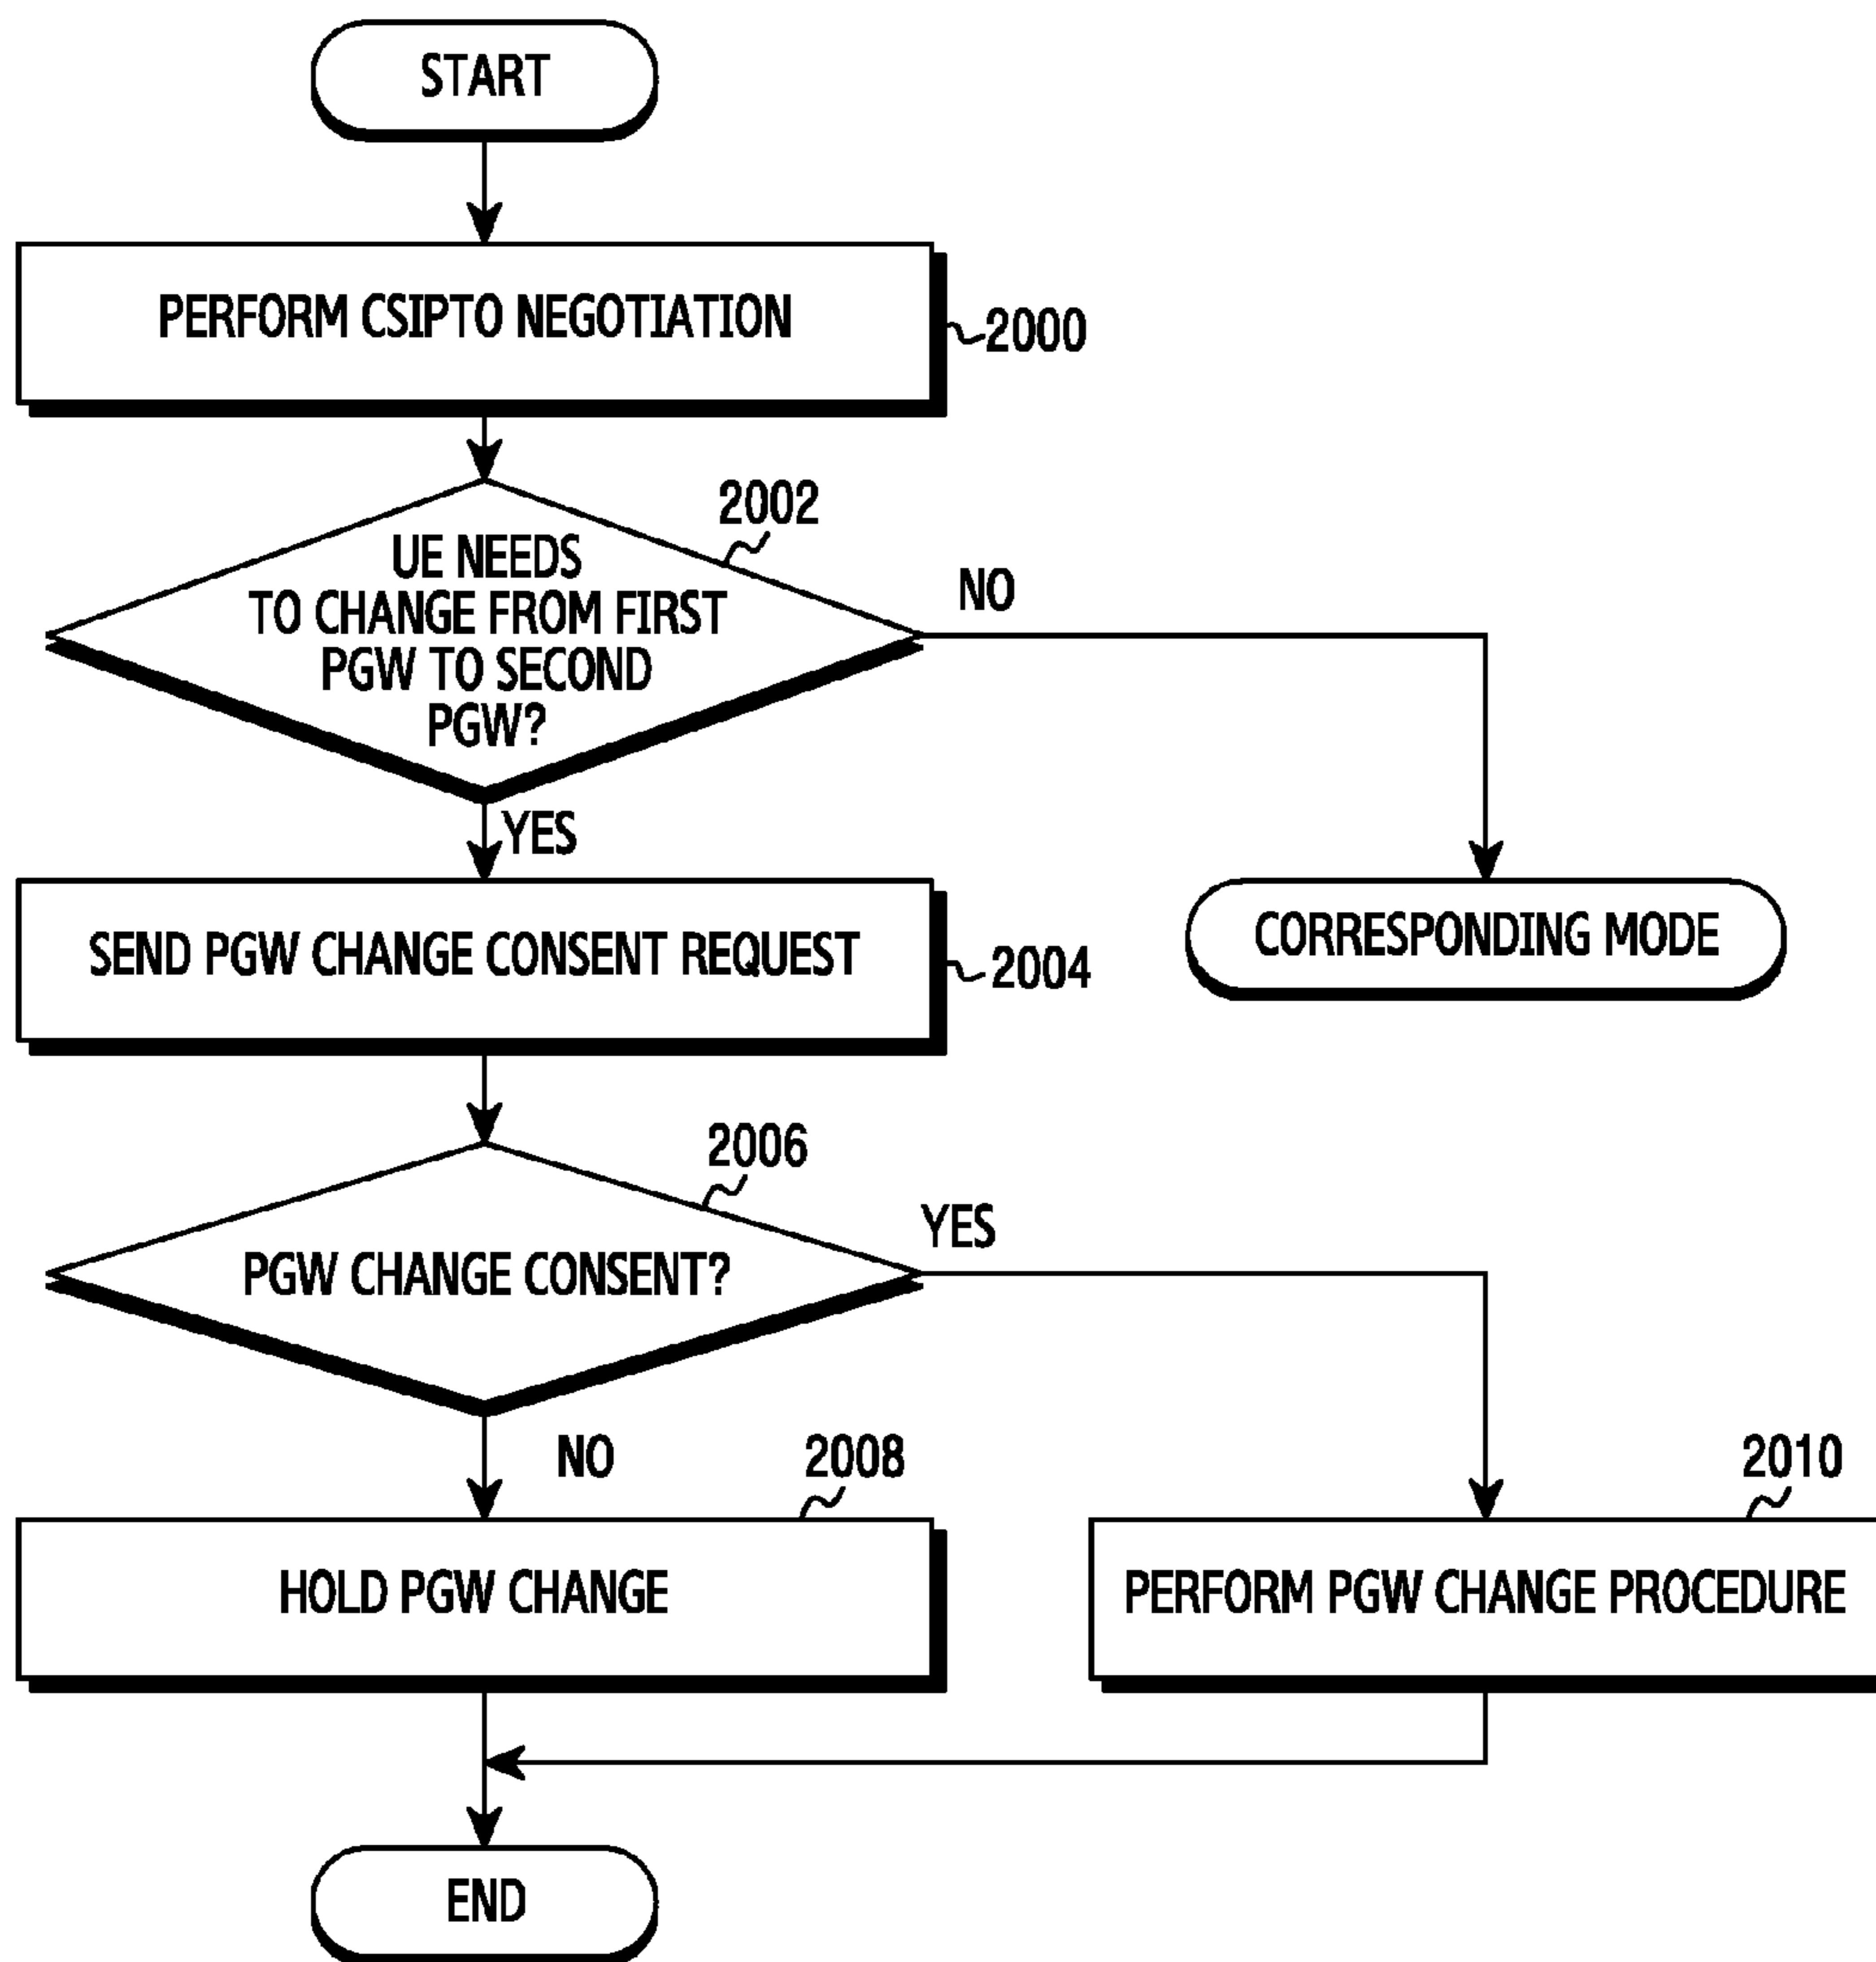 START
PERFORM CSIPTO NEGOTIATION
2000
2002
UE NEEDS
TO CHANGE FROM FIRST
PGW TO SECOND
PGW?
NO
YES
SEND PGW CHANGE CONSENT REQUEST
2004
CORRESPONDING MODE
2006
PGW CHANGE CONSENT?
YES
NO
2008
2010
HOLD PGW CHANGE
PERFORM PGW CHANGE PROCEDURE
END